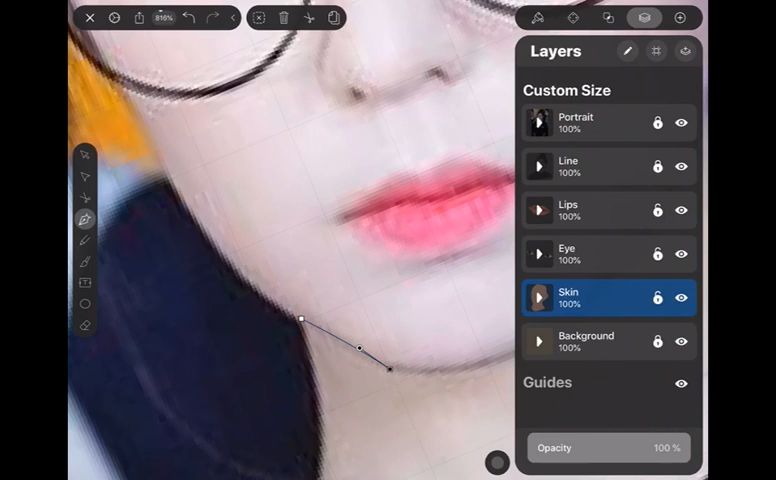 816%
Layers
Custom Size
Portrait
100%
Line
100%
Lips
100%
Eye
100%
Skin
100%
Background
100%
Guides
Opacity 100 %